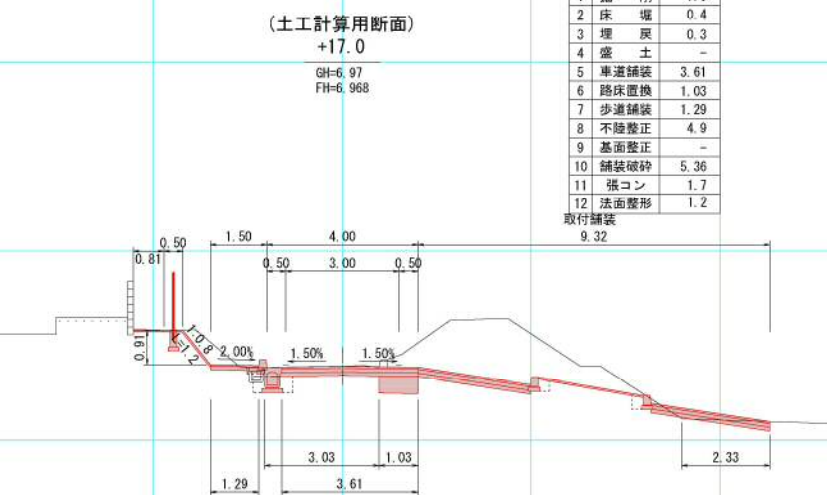 (土工計算用断面)
+17.0
GH=6.97
FH=6.968
2 床 堀 0.4
3 埋 戻 0.3
4 盛 土 -
5 車道舗装 3.61
6 路床置換 1.03
7 歩道舗装 1.29
8 不陸整正 4.9
9 基面整正 -
10 舗装破砕 5.36
11 張コン 1.7
12 法面整形 1.2
取付舗装
1.50 4.00 9.32
0.50
0.81
0.50 3.00 0.50
1:0.8
L=1.2
0.91
2.00% 1.50% 1.50%
3.03 1.03 2.33
1.29 3.61